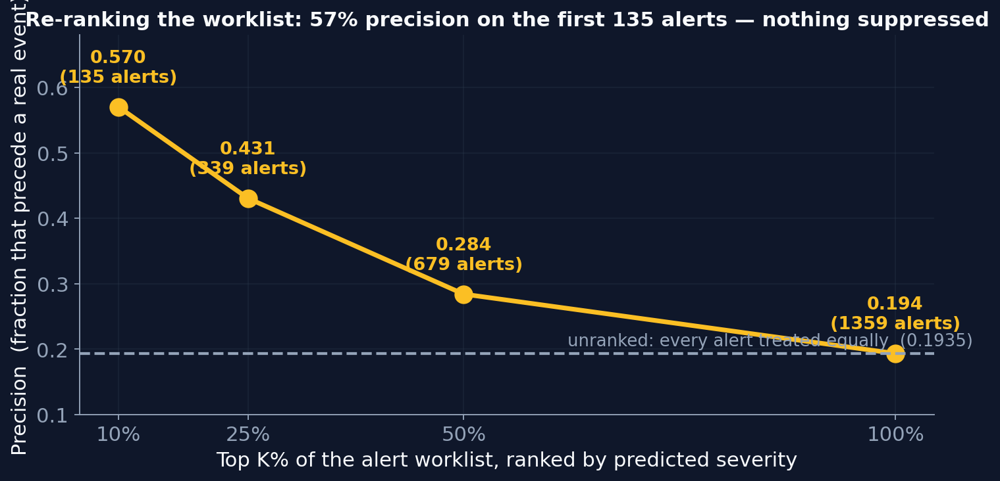 Re-ranking the worklist: 57% precision on the first 135 alerts — nothing suppressed
Precision (fraction that precede a real event)
0.6
0.5
0.4
0.3
0.2
0.1
0.570
(135 alerts)
0.431
(339 alerts)
0.284
(679 alerts)
0.194
(1359 alerts)
unranked: every alert treated equally (0.1935)
10%
25%
50%
100%
Top K% of the alert worklist, ranked by predicted severity